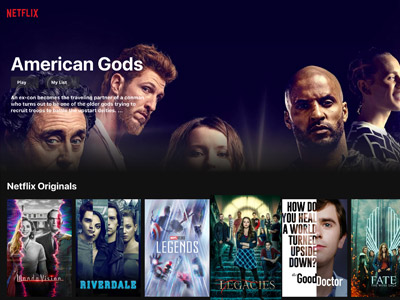 NETFLIX
American Gods
Play
My List
An ex-con becomes the traveling partner of a conman
who turns out to be one of the older gods trying to
recruit troops to battle the upstart deities. ...
Netflix Originals
WandaVision
RIVERDALE
MARVEL
LEGENDS
LEGACIES
HOW DO
YOU HEAL
A WORLD
TURNED
UPSIDE
DOWN?
the Good Doctor
FATE